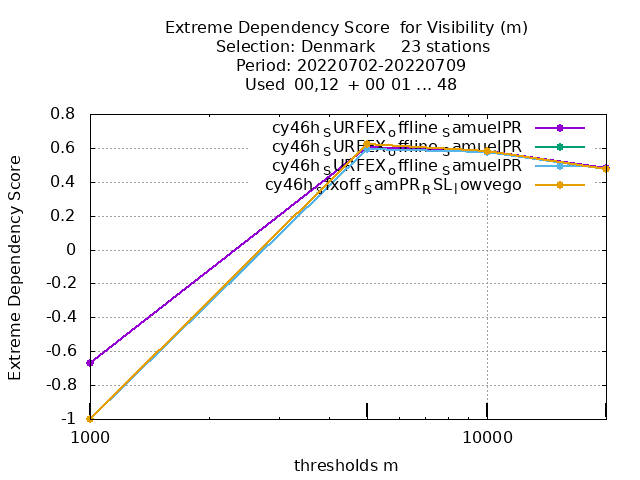 Extreme Dependency Score  for Visibility (m)
Selection: Denmark     23 stations
Period: 20220702-20220709
Used  00,12  + 00 01 ... 48
cy46h_SURFEX_offline_SamuelPR
cy46h_SURFEX_offline_SamuelPR
cy46h_SURFEX_offline_SamuelPR
cy46h_sfxoff_SamPR_RSL_lowvego
Extreme Dependency Score
0.8
0.6
0.4
0.2
0
-0.2
-0.4
-0.6
-0.8
-1
1000
10000
thresholds m